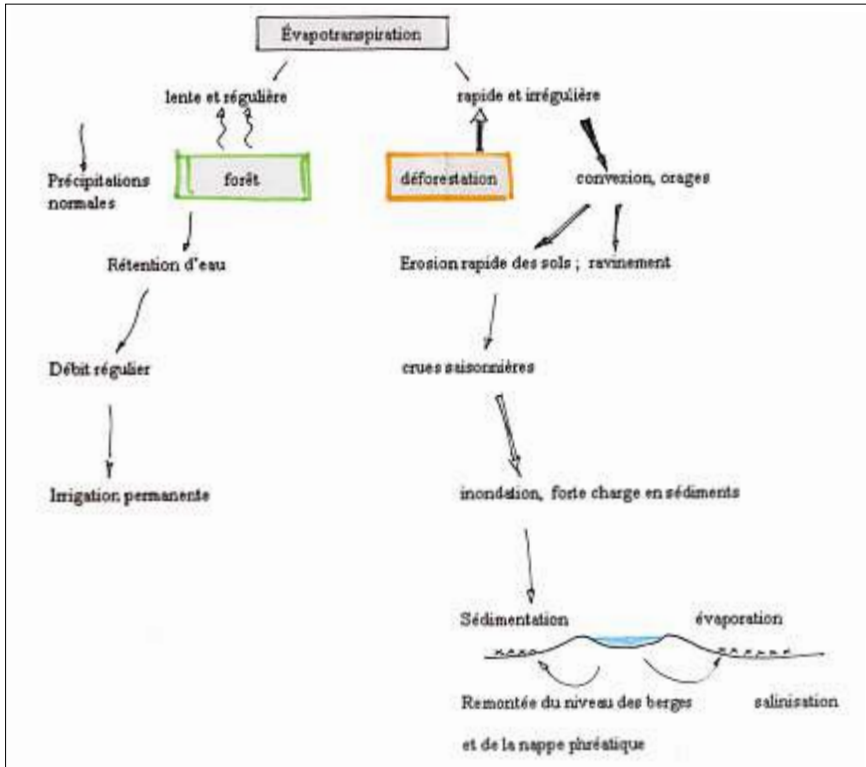 Évapotranspiration
lente et régulière
rapide et irrégulière
Précipitations
normales
forêt
déforestation
convexion, orages
Rétention d'eau
Erosion rapide des sols ; ravinement
Débit régulier
crues saisonnières
Irrigation permanente
inondation, forte charge en sédiments
Sédimentation
évaporation
Remontée du niveau des berges
salinisation
et de la nappe phréatique